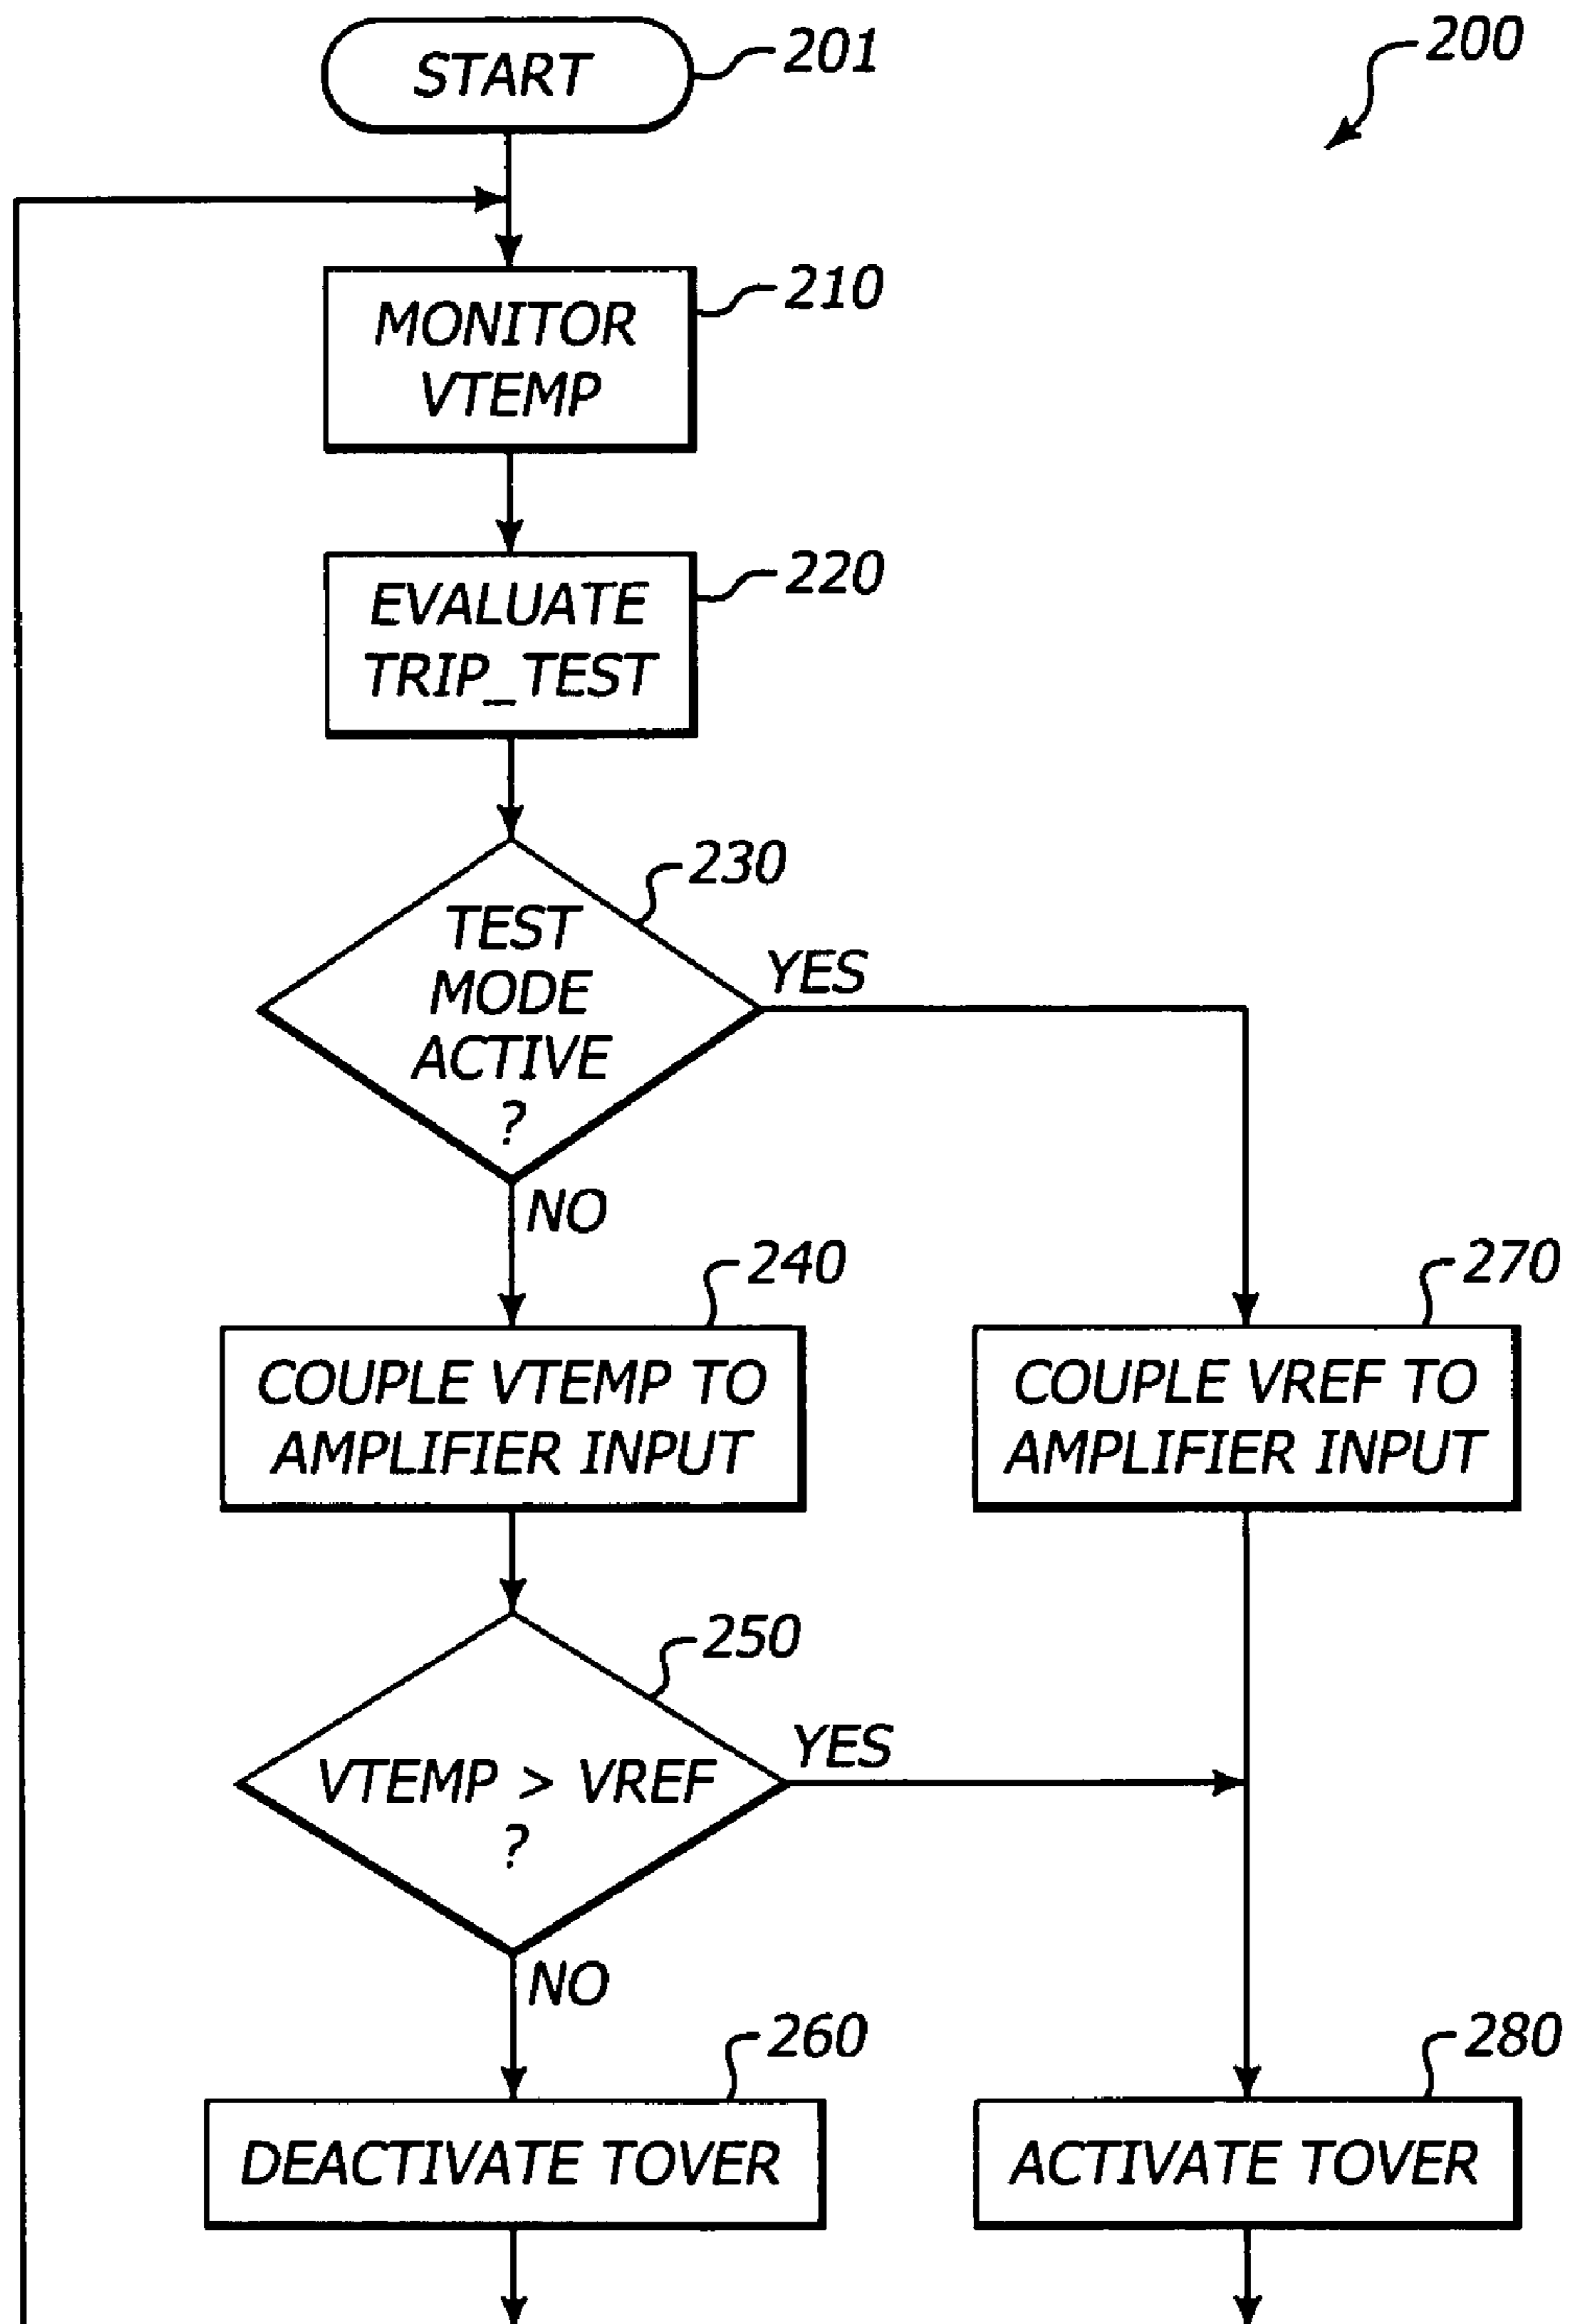 START
201
200
MONITOR
VTEMP
210
EVALUATE
TRIP_TEST
220
TEST
MODE
ACTIVE
?
230
YES
NO
COUPLE VTEMP TO
AMPLIFIER INPUT
240
COUPLE VREF TO
AMPLIFIER INPUT
270
VTEMP > VREF
?
250
YES
NO
DEACTIVATE TOVER
260
ACTIVATE TOVER
280